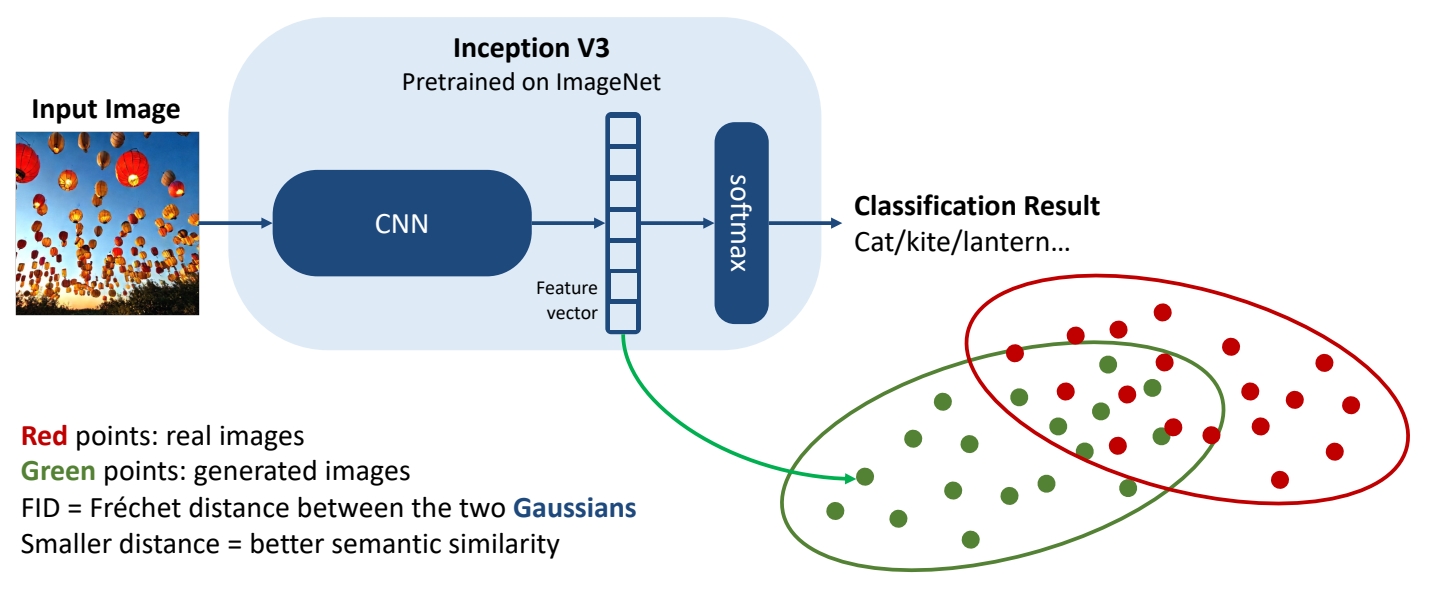 Inception V3
Pretrained on ImageNet
Input Image
CNN
Feature
vector
softmax
Classification Result
Cat/kite/lantern…
Red points: real images
Green points: generated images
FID = Fréchet distance between the two Gaussians
Smaller distance = better semantic similarity